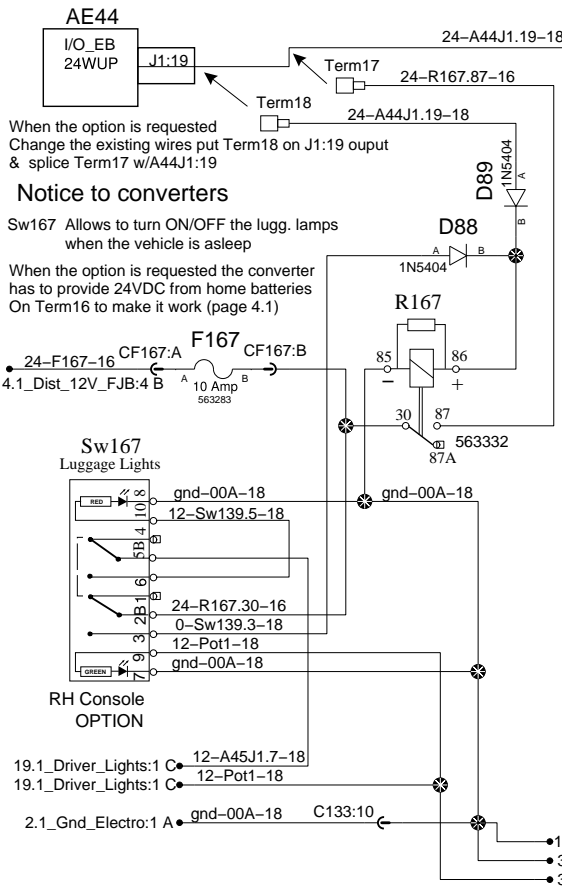 AE44
I/O_EB
24WUP
J1:19
24–A44J1.19–18
Term17
24–R167.87–16
Term18
24–A44J1.19–18
When the option is requested
Change the existing wires put Term18 on J1:19 ouput
& splice Term17 w/A44J1:19
A
D89
1N5404
B
Notice to converters
Sw167 Allows to turn ON/OFF the lugg. lamps
when the vehicle is asleep
D88
A
B
1N5404
When the option is requested the converter
has to provide 24VDC from home batteries
On Term16 to make it work (page 4.1)
R167
F167
24–F167–16
CF167:A
CF167:B
85
86
–
+
4.1_Dist_12V_FJB:4 B
A
10 Amp
B
563283
30
87
563332
87A
Sw167
Luggage Lights
RED
8
gnd–00A–18
gnd–00A–18
10
12–Sw139.5–18
4
5B
6
1
2B
24–R167.30–16
3
0–Sw139.3–18
9
12–Pot1–18
GREEN
7
gnd–00A–18
RH Console
OPTION
19.1_Driver_Lights:1 C
12–A45J1.7–18
19.1_Driver_Lights:1 C
12–Pot1–18
2.1_Gnd_Electro:1 A
gnd–00A–18
C133:10
1
3
3